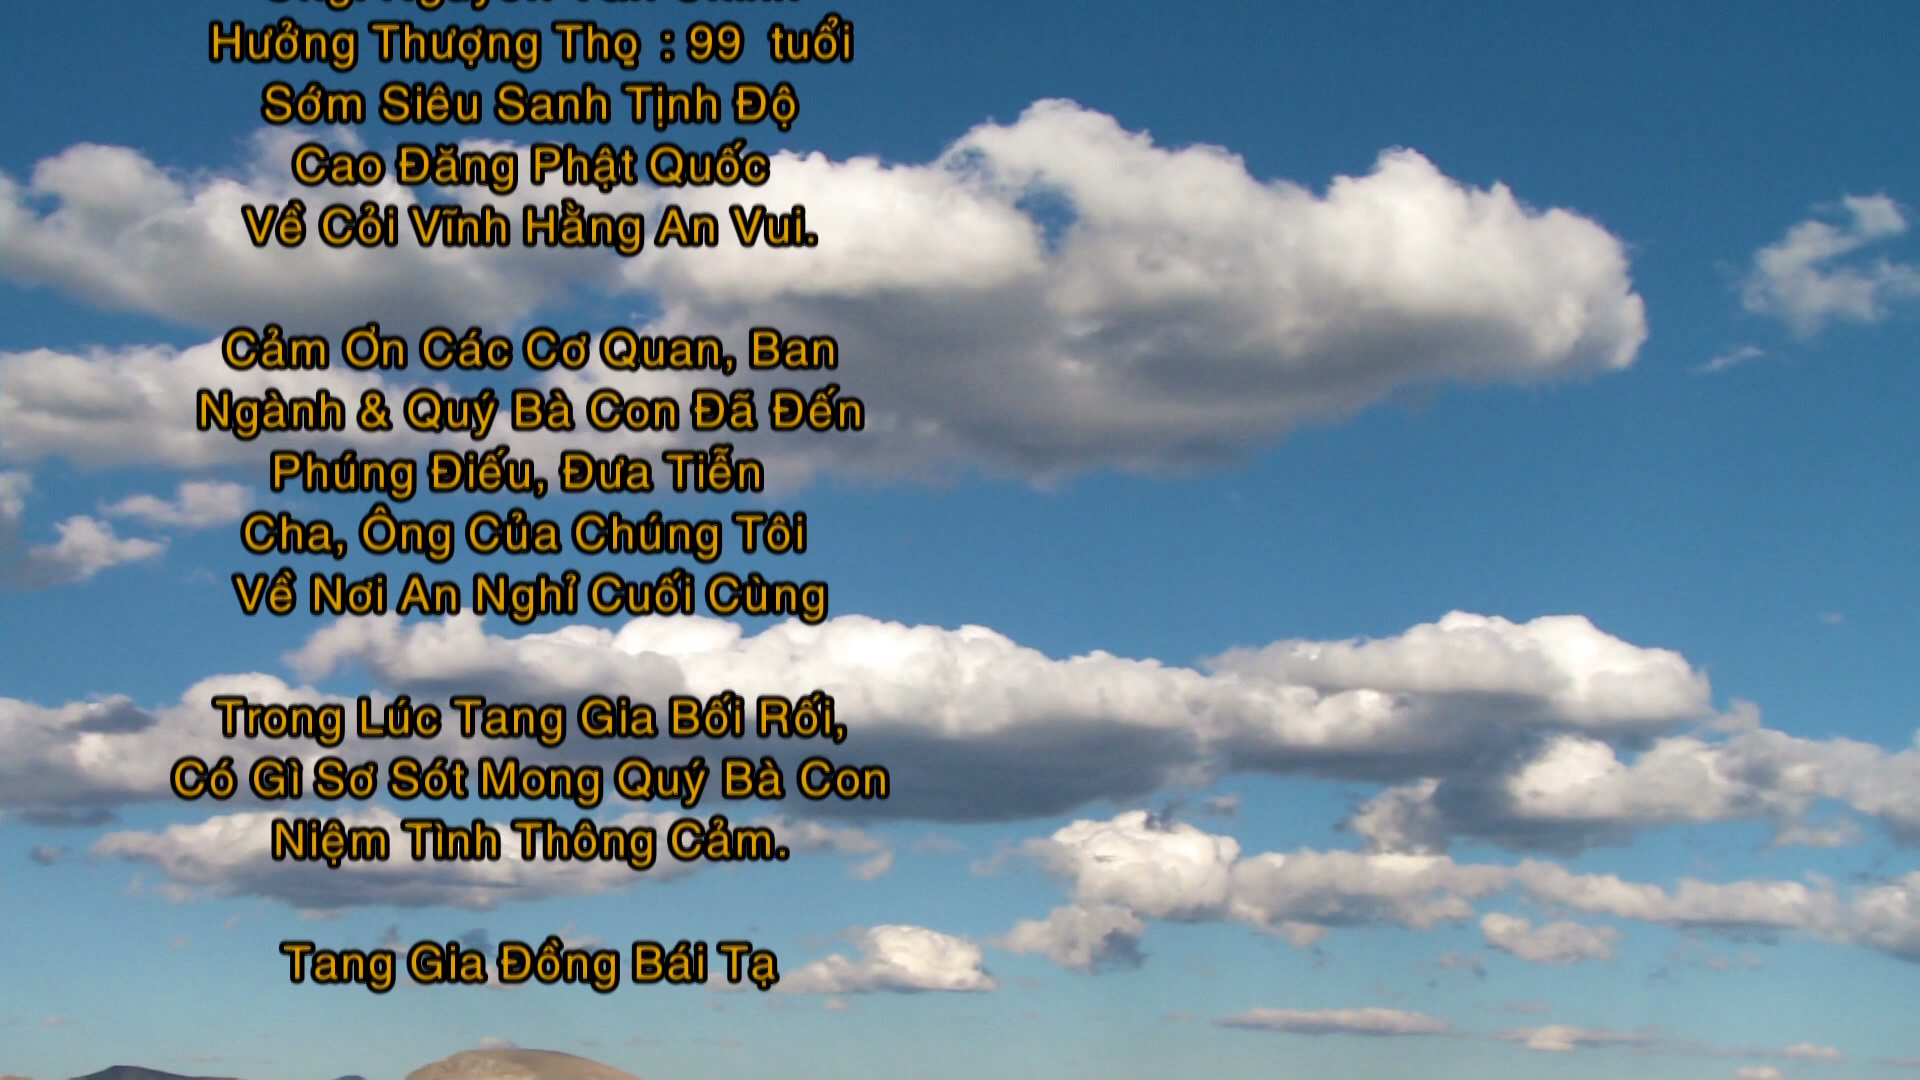 Hưởng Thượng Thọ : 99 tuổi
Sớm Siêu Sanh Tịnh Độ
Cao Đăng Phật Quốc
Về Cỏi Vĩnh Hằng An Vui.
Cảm Ơn Các Cơ Quan, Ban
Ngành & Quý Bà Con Đã Đến
Phúng Điếu, Đưa Tiễn
Cha, Ông Của Chúng Tôi
Về Nơi An Nghỉ Cuối Cùng
Trong Lúc Tang Gia Bối Rối,
Có Gì Sơ Sót Mong Quý Bà Con
Niệm Tình Thông Cảm.
Tang Gia Đồng Bái Tạ